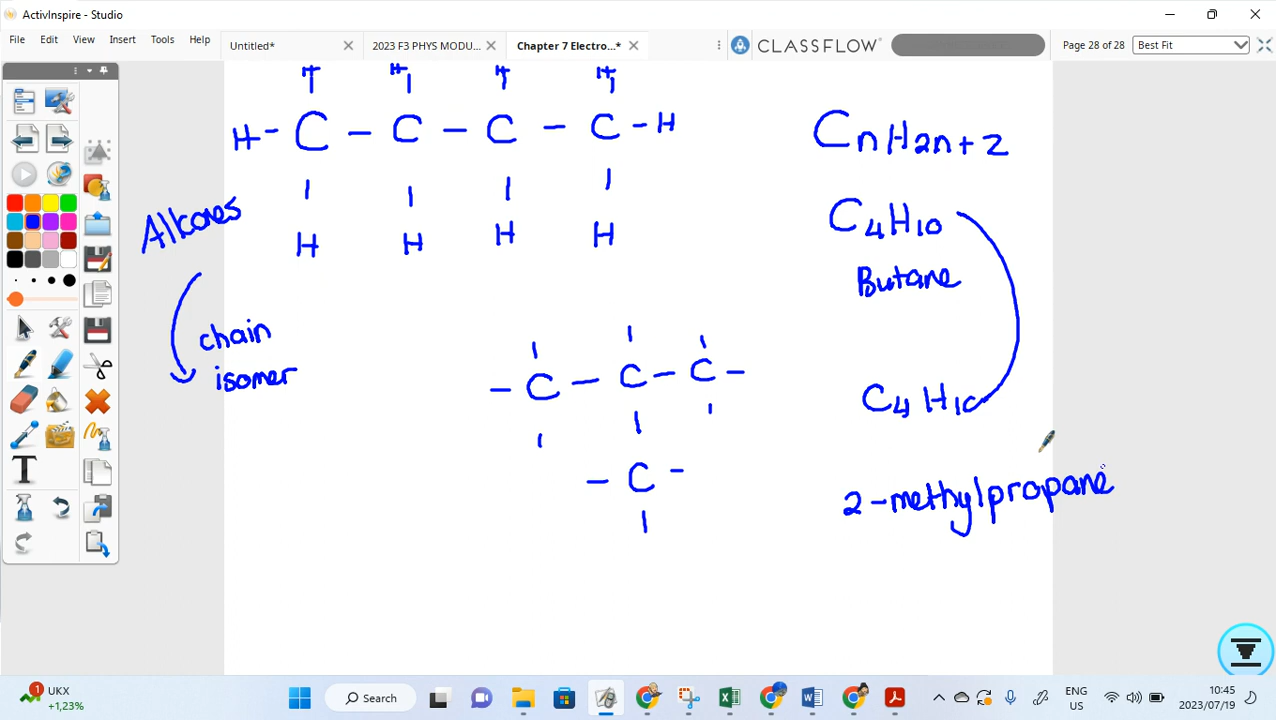 ActivInspire - Studio
File Edit View Insert Tools Help
Untitled*
2023 F3 PHYS MODU...
Chapter 7 Electro...*
CLASSFLOW
Page 28 of 28
Best Fit
H H H H
H - C - C - C - C - H
H H H H
CnH2n+2
Alkanes
C4H10
Butane
chain
isomer
- C - C - C -
- C -
C4H10
2-methylpropane
1
UKX
+1,23%
Search
ENG
US
10:45
2023/07/19